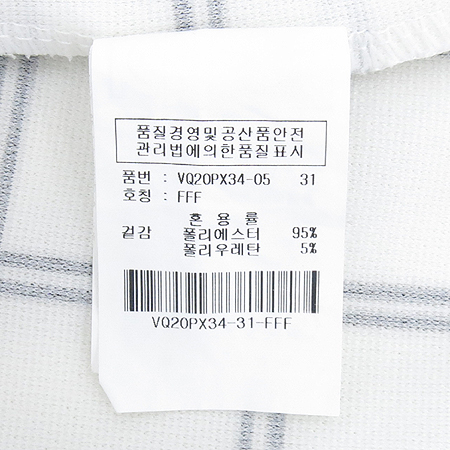 품질경영및공산품안전
관리법에의한품질표시
품번 : VQ20PX34-05 31
호칭 : FFF
혼 용 률
겉감 폴리에스터 95%
폴리우레탄 5%
VQ20PX34-31-FFF